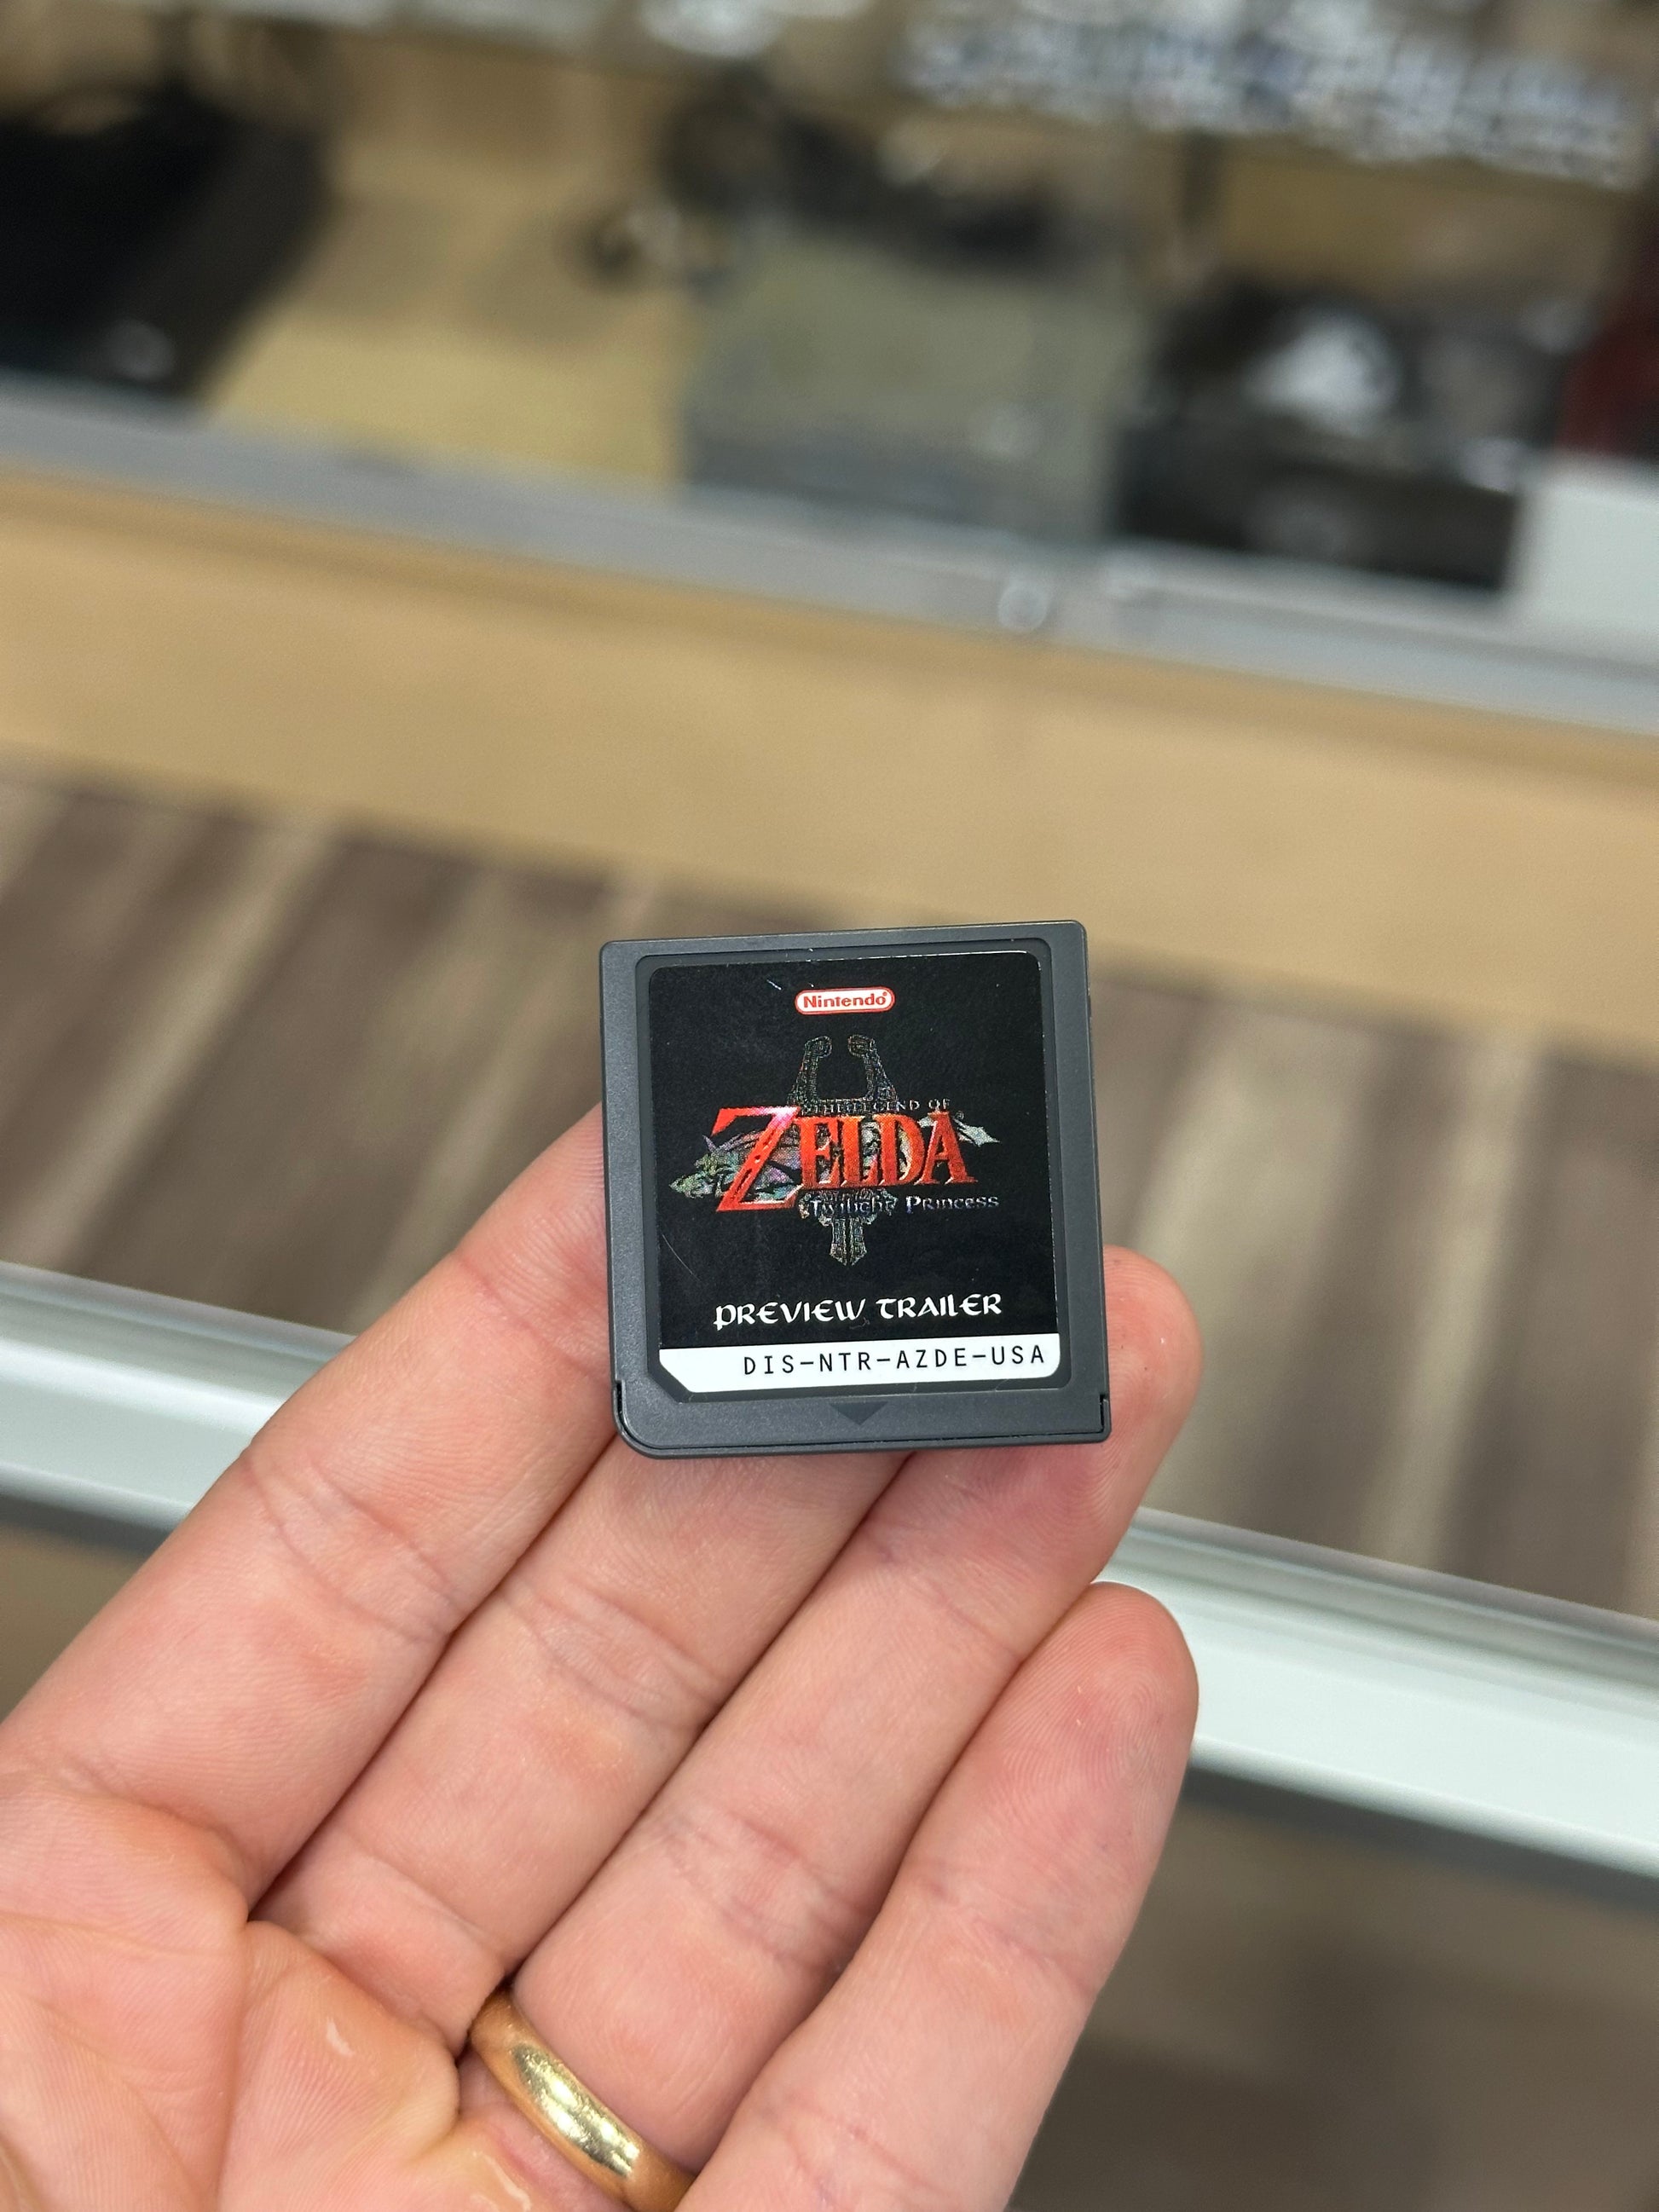 Nintendo®
THE LEGEND OF
ZELDA
Twilight Princess
PREVIEW TRAILER
DIS-NTR-AZDE-USA